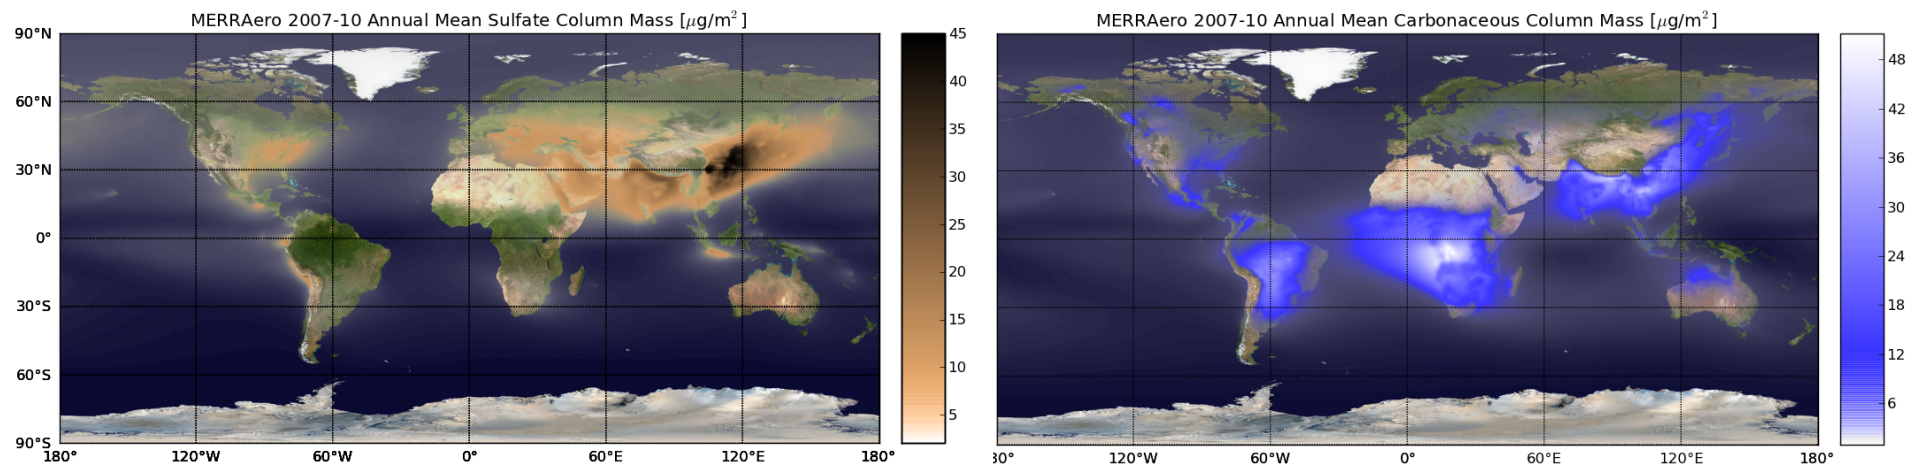 MERRAero 2007-10 Annual Mean Sulfate Column Mass [μg/m²]
90°N
60°N
30°N
0°
30°S
60°S
90°S
180°
120°W
60°W
0°
60°E
120°E
180°
45
40
35
30
25
20
15
10
5
MERRAero 2007-10 Annual Mean Carbonaceous Column Mass [μg/m²]
30°
120°W
60°W
0°
60°E
120°E
180°
48
42
36
30
24
18
12
6